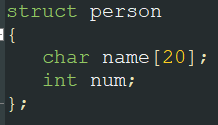 struct person
{
   char name[20];
   int num;
};